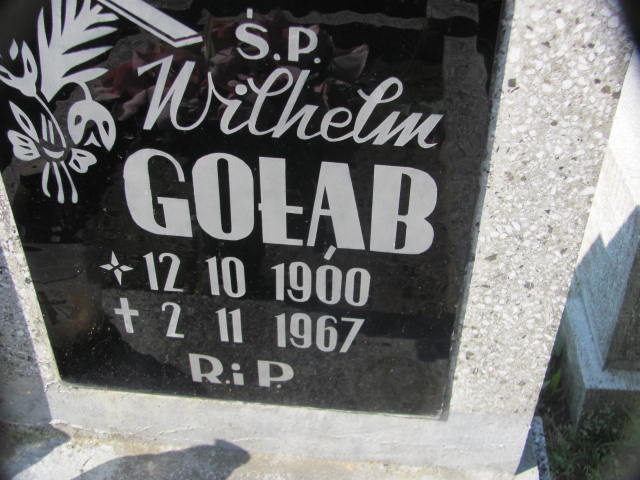 Ś.P.
Wilhelm
GOŁĄB
12 10 1900
2 11 1967
R.i P.